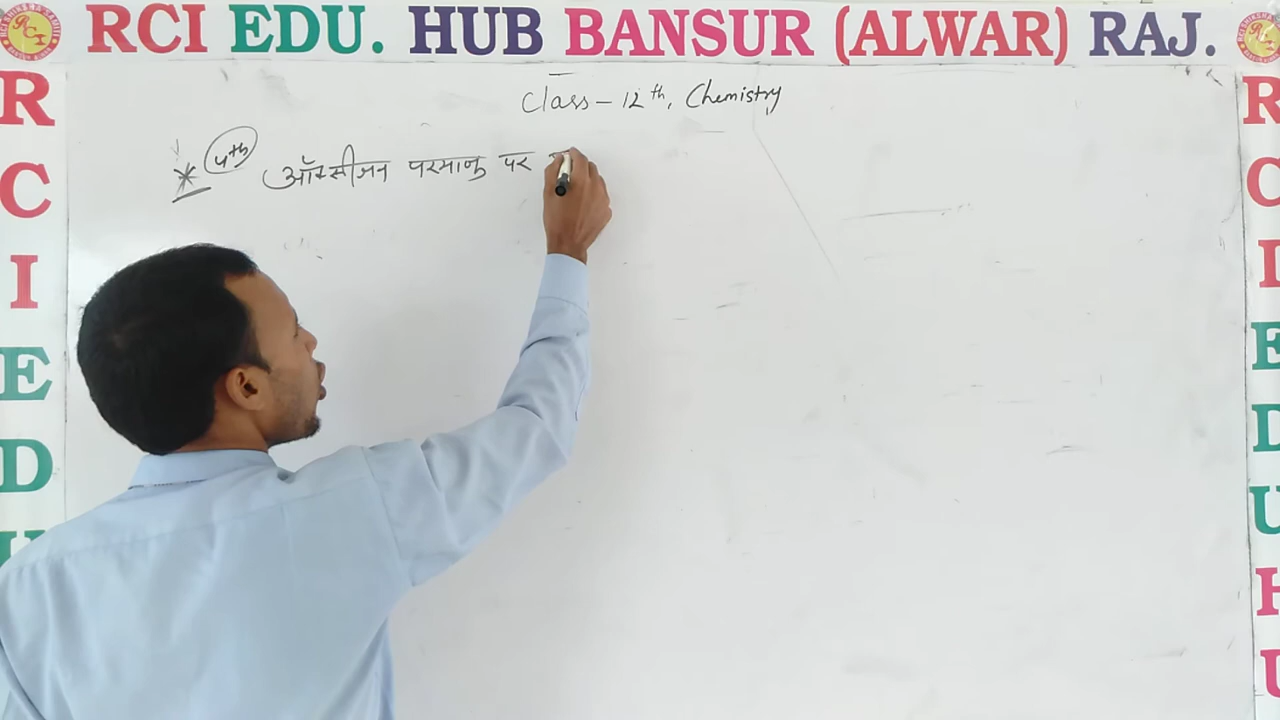 RCI EDU. HUB BANSUR (ALWAR) RAJ.
Class - 12th, Chemistry
* 4th ऑक्सीजन परमाणु पर
R
C
I
E
D
U
R
C
I
E
D
U
H
U